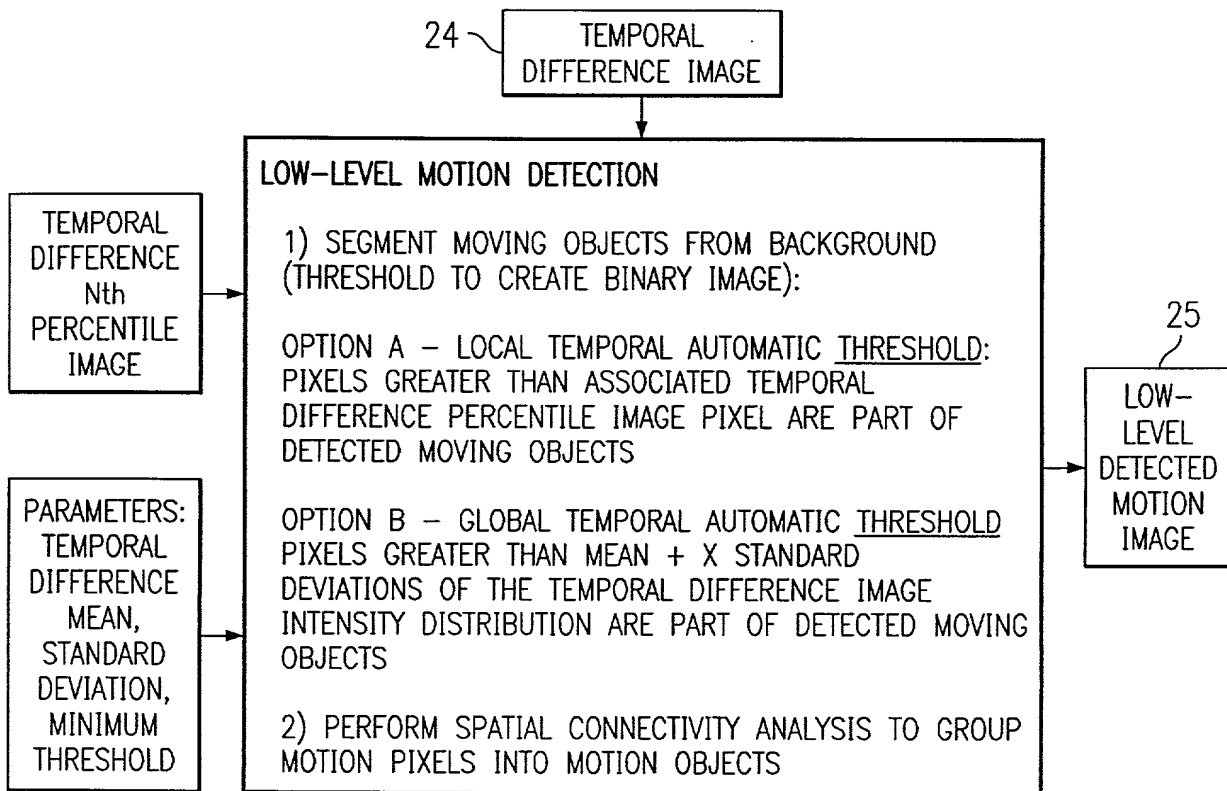 24
TEMPORAL
DIFFERENCE IMAGE
LOW-LEVEL MOTION DETECTION
1) SEGMENT MOVING OBJECTS FROM BACKGROUND
(THRESHOLD TO CREATE BINARY IMAGE):
OPTION A – LOCAL TEMPORAL AUTOMATIC THRESHOLD:
PIXELS GREATER THAN ASSOCIATED TEMPORAL
DIFFERENCE PERCENTILE IMAGE PIXEL ARE PART OF
DETECTED MOVING OBJECTS
OPTION B – GLOBAL TEMPORAL AUTOMATIC THRESHOLD
PIXELS GREATER THAN MEAN + X STANDARD
DEVIATIONS OF THE TEMPORAL DIFFERENCE IMAGE
INTENSITY DISTRIBUTION ARE PART OF DETECTED MOVING
OBJECTS
2) PERFORM SPATIAL CONNECTIVITY ANALYSIS TO GROUP
MOTION PIXELS INTO MOTION OBJECTS
TEMPORAL
DIFFERENCE
Nth
PERCENTILE
IMAGE
PARAMETERS:
TEMPORAL
DIFFERENCE
MEAN,
STANDARD
DEVIATION,
MINIMUM
THRESHOLD
25
LOW–
LEVEL
DETECTED
MOTION
IMAGE